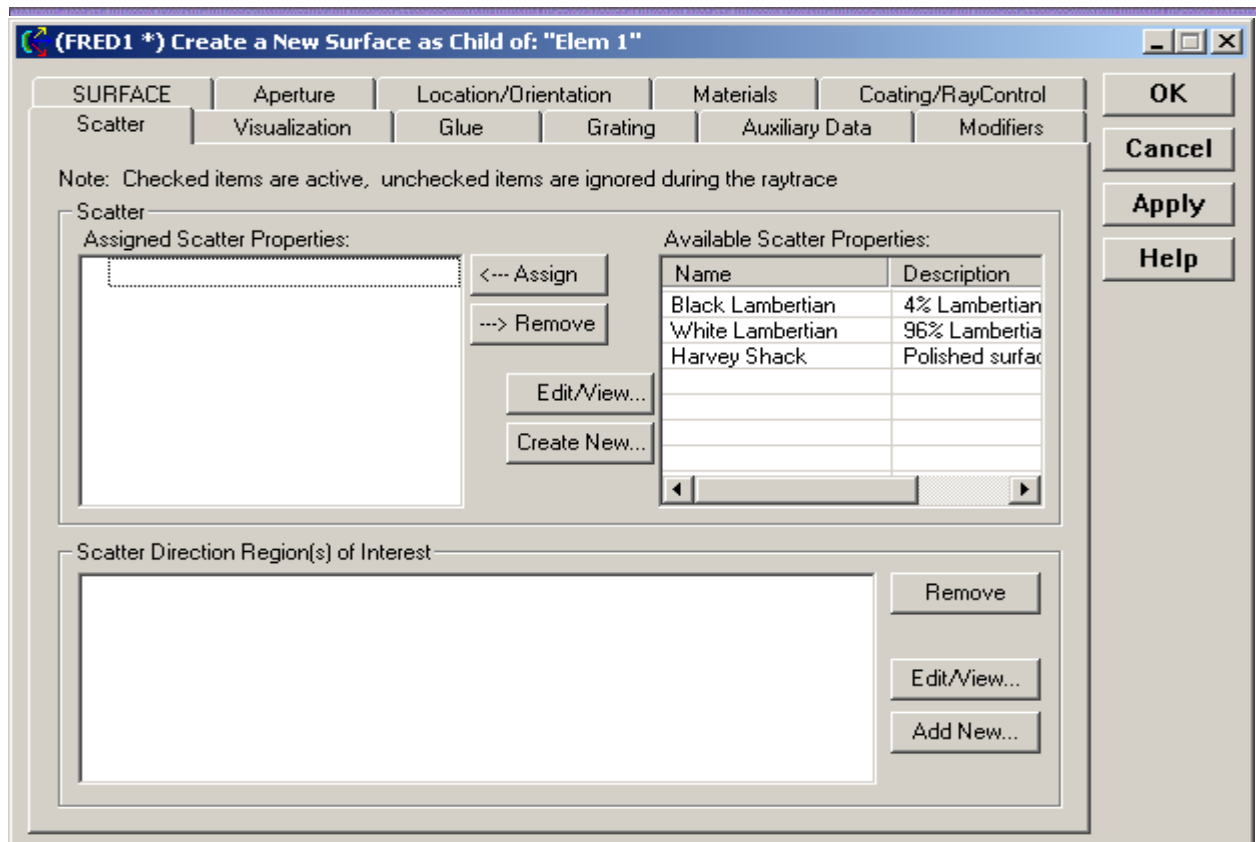 (FRED1 *) Create a New Surface as Child of: "Elem 1"
SURFACE Aperture Location/Orientation Materials Coating/RayControl
Scatter Visualization Glue Grating Auxiliary Data Modifiers
OK
Cancel
Apply
Help
Note: Checked items are active, unchecked items are ignored during the raytrace
Scatter
Assigned Scatter Properties:
<--- Assign
---> Remove
Edit/View...
Create New...
Available Scatter Properties:
Name Description
Black Lambertian 4% Lambertian
White Lambertian 96% Lambertia
Harvey Shack Polished surfac
Scatter Direction Region(s) of Interest
Remove
Edit/View...
Add New...